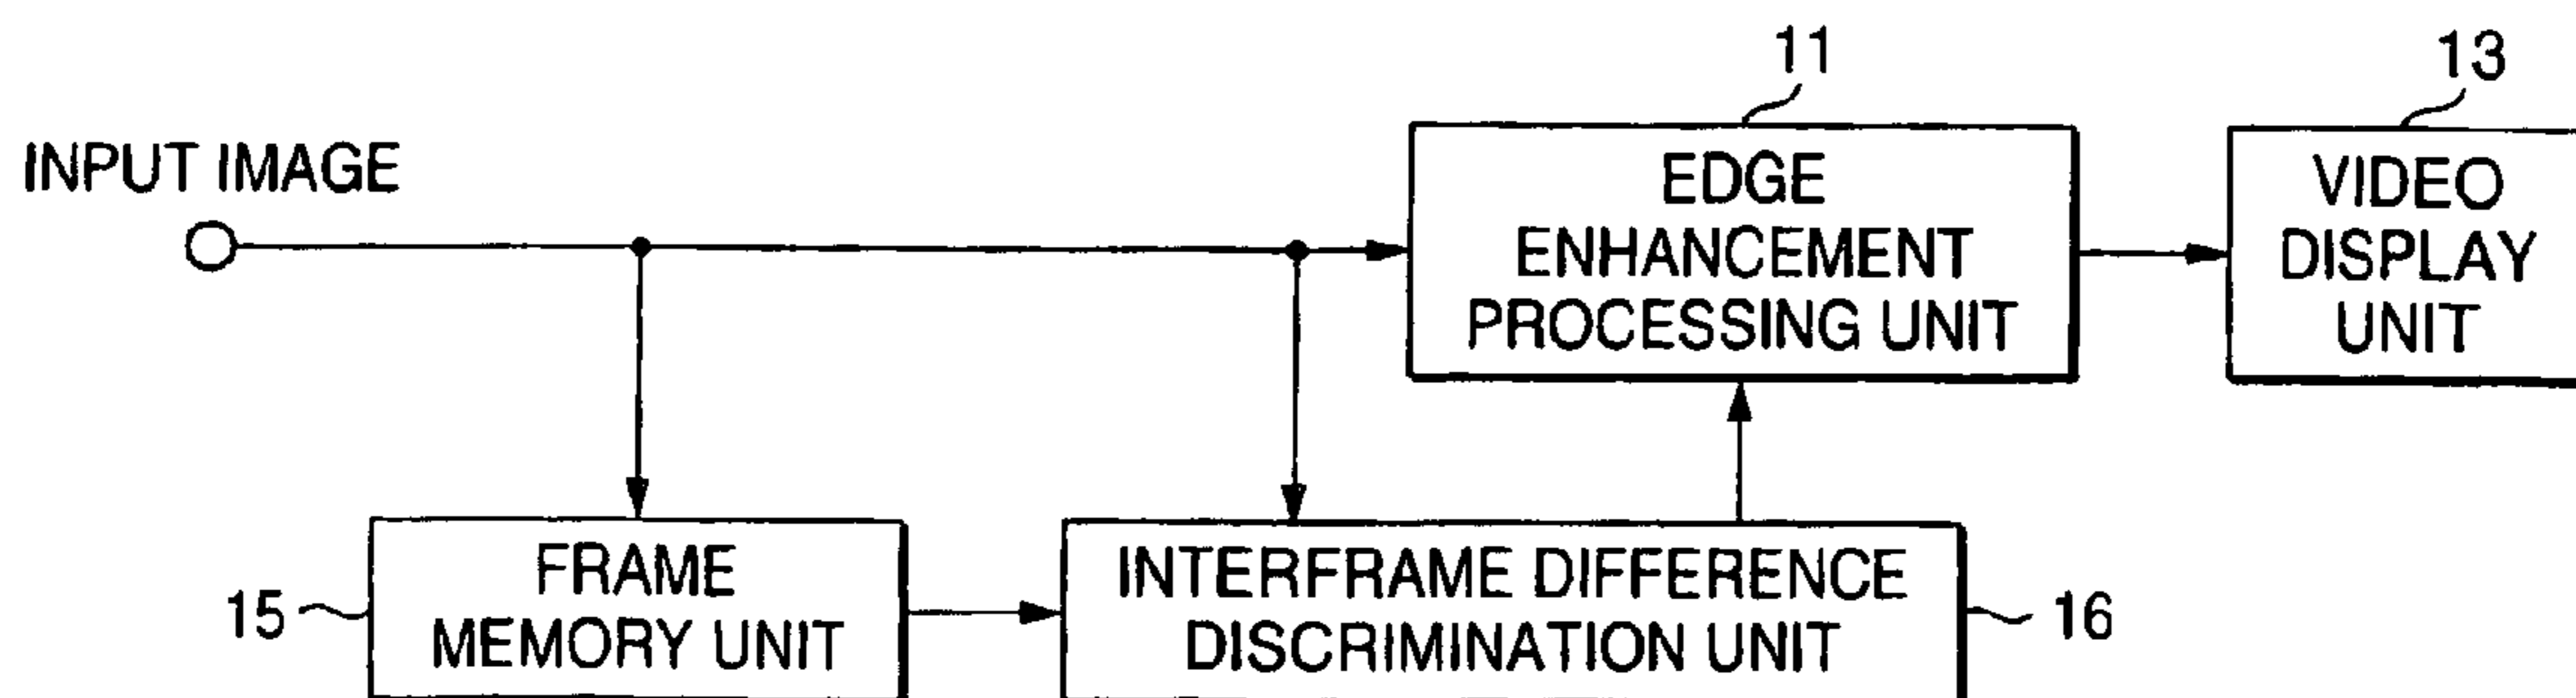 11
13
INPUT IMAGE
EDGE
ENHANCEMENT
PROCESSING UNIT
VIDEO
DISPLAY
UNIT
15
FRAME
MEMORY UNIT
INTERFRAME DIFFERENCE
DISCRIMINATION UNIT
16